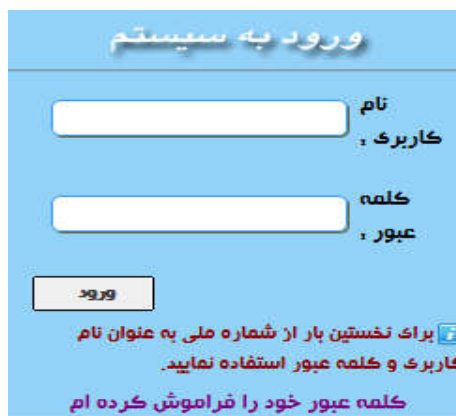 ورود به سیستم
نام
کاربری :
کلمه
عبور :
ورود
برای نخستین بار از شماره ملی به عنوان نام
کاربری و کلمه عبور استفاده نمایید.
کلمه عبور خود را فراموش کرده ام